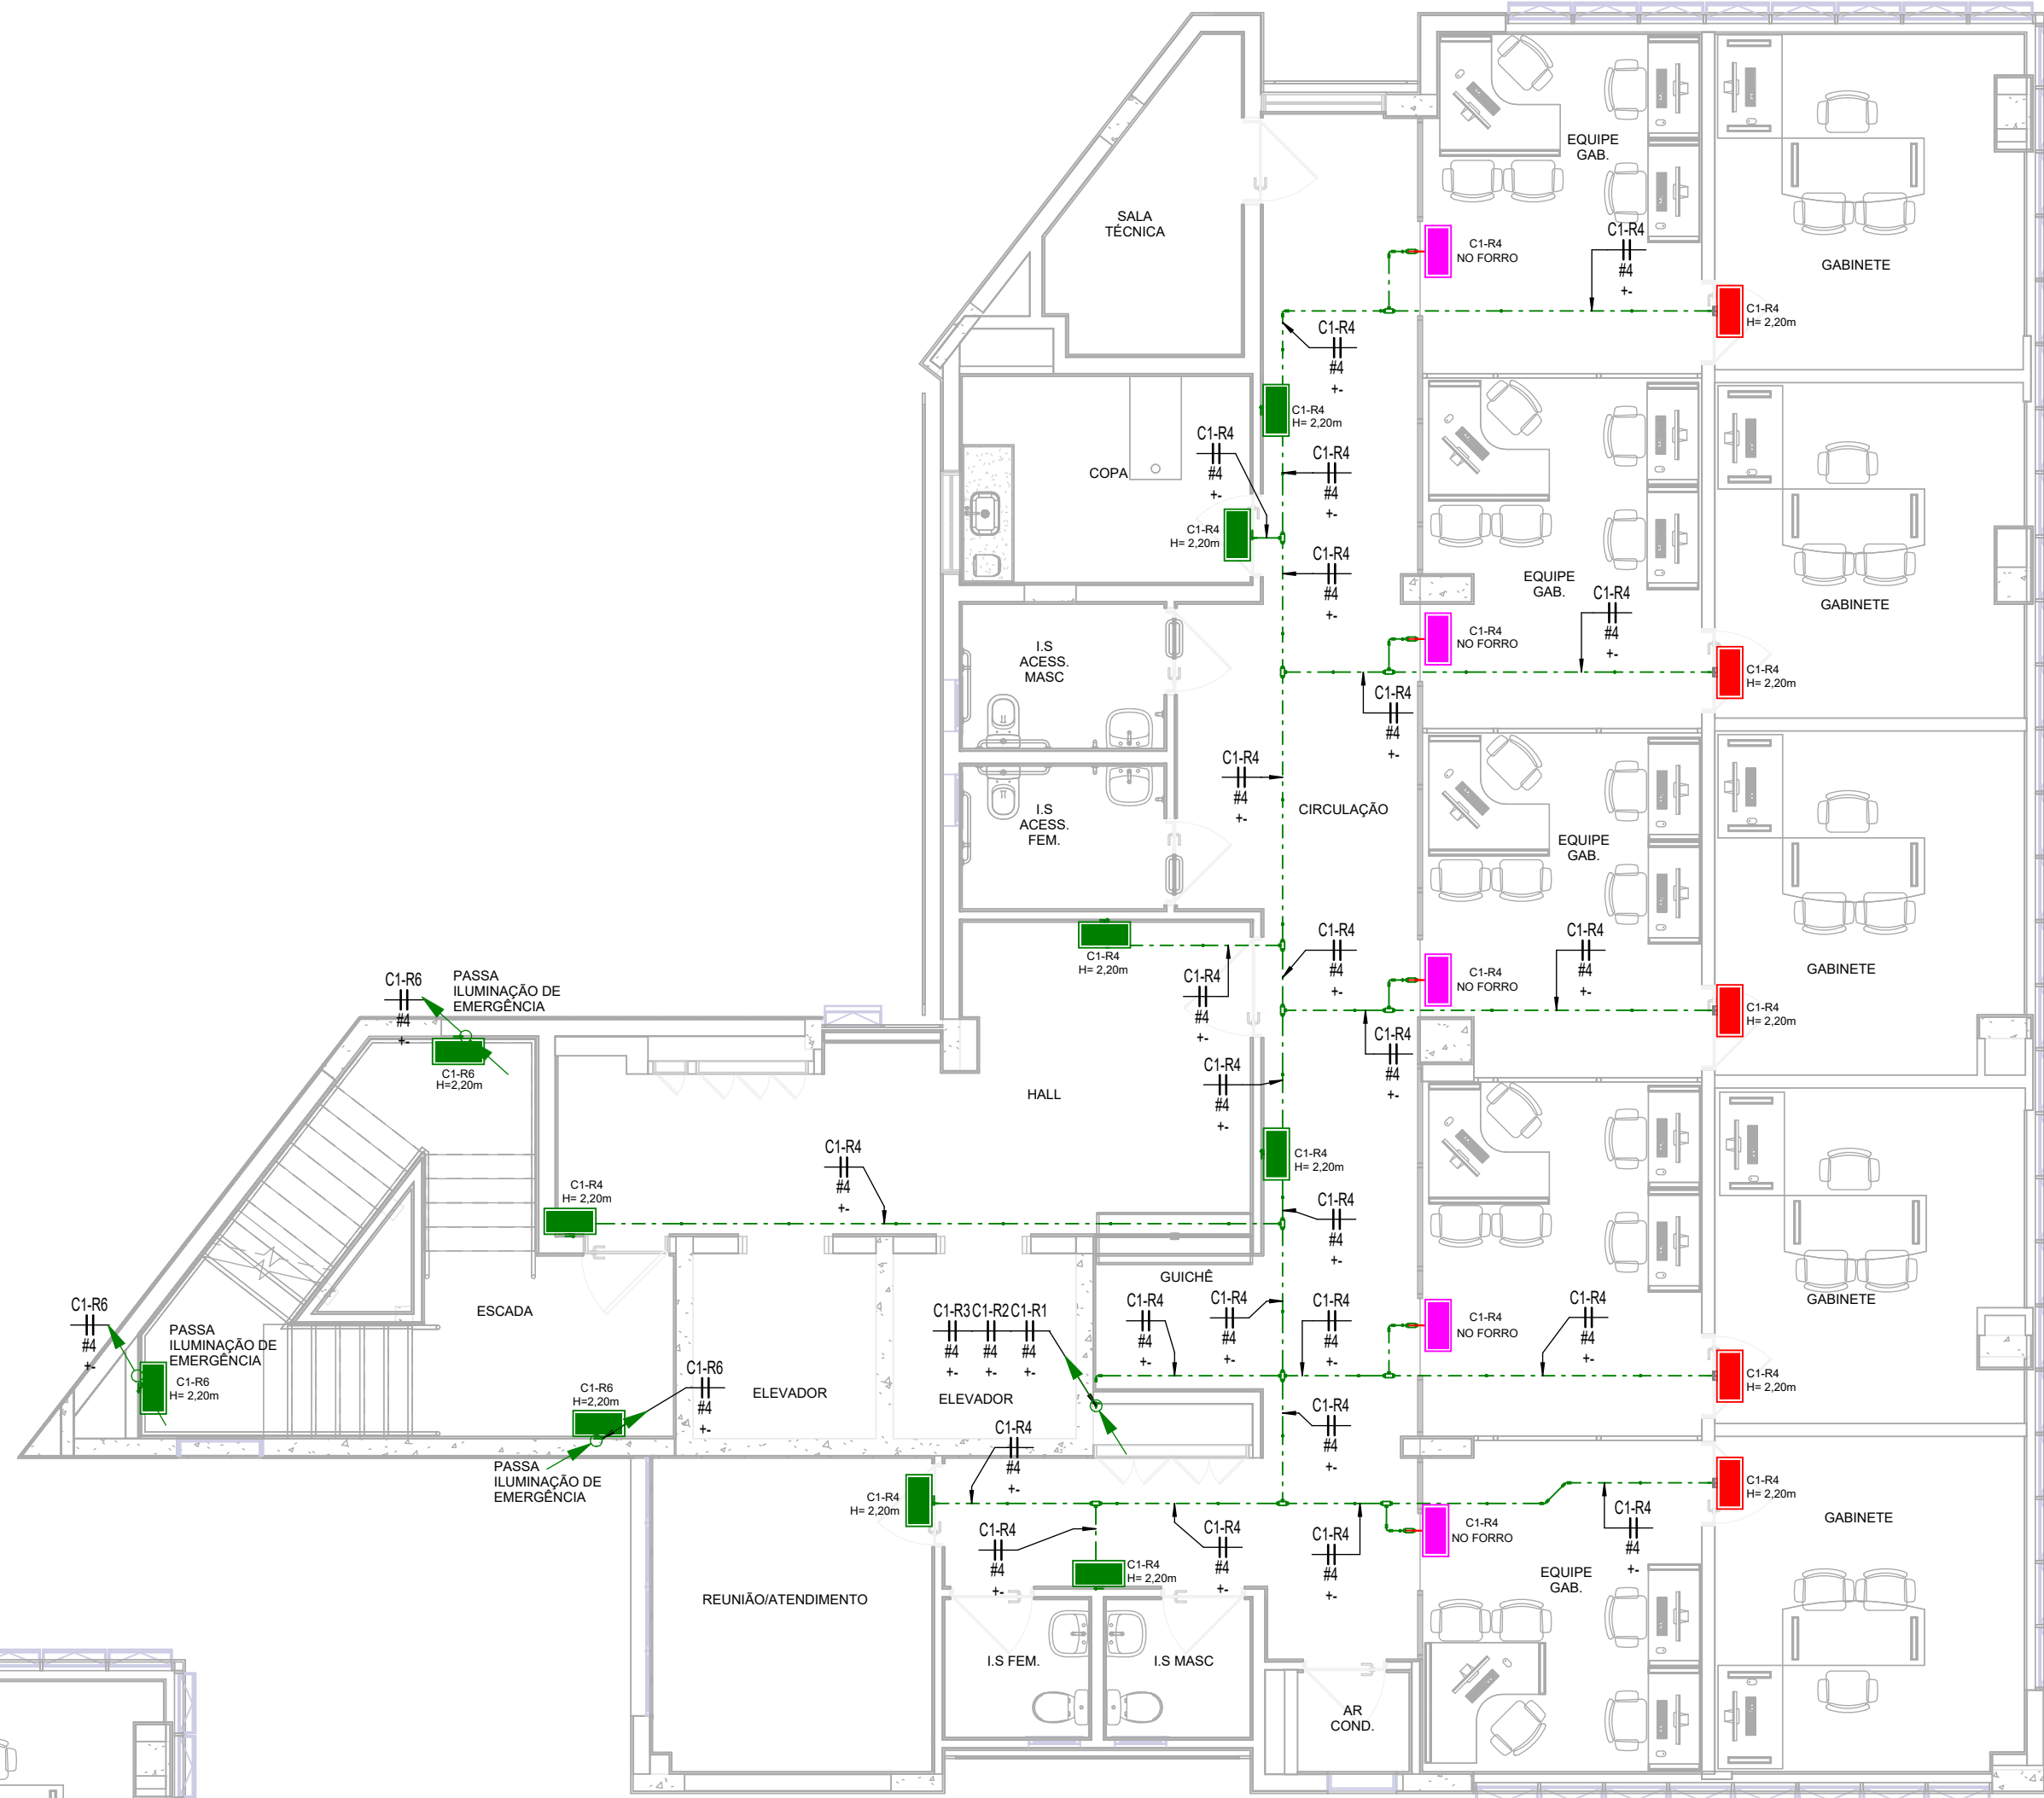 EQUIPE
GAB.
SALA
TÉCNICA
C1-R4
#4
+-
C1-R4
NO FORRO
GABINETE
C1-R4
H= 2,20m
C1-R4
#4
+-
C1-R4
H= 2,20m
C1-R4
#4
+-
COPA
C1-R4
#4
+-
C1-R4
H= 2,20m
C1-R4
#4
+-
EQUIPE
GAB.
C1-R4
#4
+-
GABINETE
C1-R4
NO FORRO
I.S
ACESS.
MASC
C1-R4
H= 2,20m
C1-R4
#4
+-
C1-R4
#4
+-
CIRCULAÇÃO
I.S
ACESS.
FEM.
EQUIPE
GAB.
C1-R4
#4
+-
C1-R4
#4
+-
C1-R4
H= 2,20m
C1-R4
#4
+-
C1-R4
NO FORRO
GABINETE
C1-R6
#4
+-
PASSA
ILUMINAÇÃO DE
EMERGÊNCIA
C1-R4
H= 2,20m
C1-R4
#4
+-
C1-R6
H=2,20m
C1-R4
#4
+-
HALL
C1-R4
#4
+-
C1-R4
H= 2,20m
C1-R4
H= 2,20m
C1-R4
#4
+-
GUICHÊ
C1-R4
#4
+-
C1-R4
#4
+-
C1-R4
#4
+-
C1-R4
#4
+-
GABINETE
C1-R4
NO FORRO
ESCADA
C1-R3
#4
+-
C1-R2
#4
+-
C1-R1
#4
+-
C1-R6
#4
+-
PASSA
ILUMINAÇÃO DE
EMERGÊNCIA
C1-R6
H= 2,20m
C1-R6
H=2,20m
C1-R6
#4
+-
ELEVADOR
ELEVADOR
C1-R4
H= 2,20m
C1-R4
#4
+-
C1-R4
#4
+-
PASSA
ILUMINAÇÃO DE
EMERGÊNCIA
C1-R4
H= 2,20m
C1-R4
H= 2,20m
C1-R4
#4
+-
C1-R4
#4
+-
C1-R4
#4
+-
C1-R4
NO FORRO
C1-R4
#4
+-
GABINETE
C1-R4
H= 2,20m
EQUIPE
GAB.
REUNIÃO/ATENDIMENTO
I.S FEM.
I.S MASC
AR
COND.